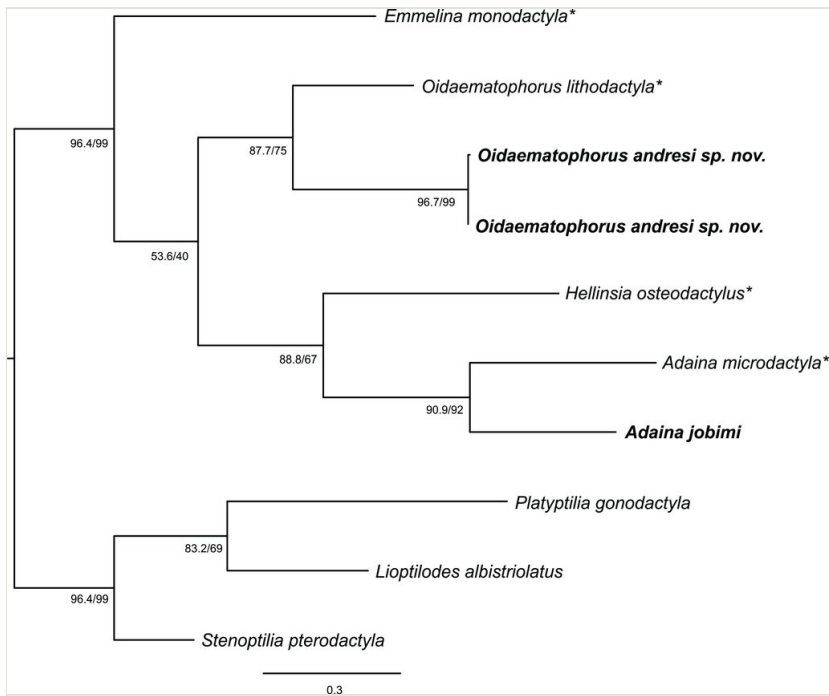 Emmelina monodactyla*
Oidaematophorus lithodactyla*
96.4/99
87.7/75
Oidaematophorus andresi sp. nov.
96.7/99
Oidaematophorus andresi sp. nov.
53.6/40
Hellinsia osteodactylus*
88.8/67
Adaina microdactyla*
90.9/92
Adaina jobimi
Platyptilia gonodactyla
83.2/69
Lioptilodes albistriolatus
96.4/99
Stenoptilia pterodactyla
0.3